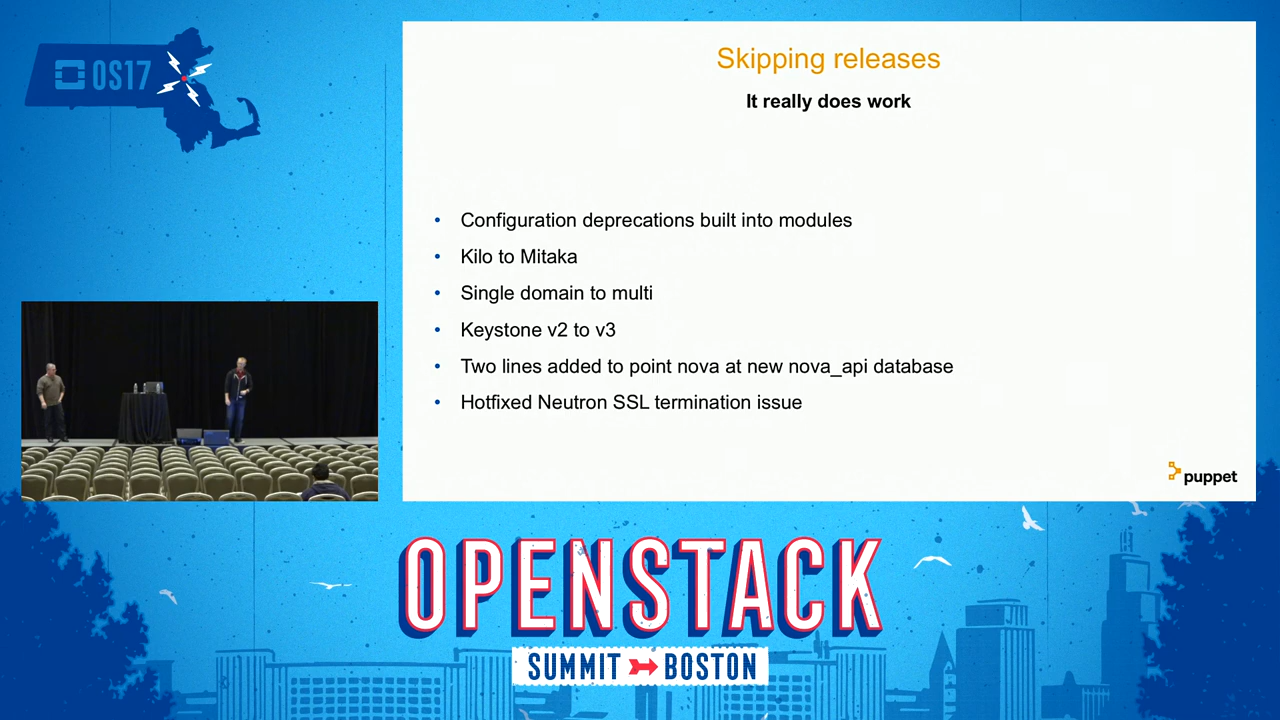 OS17
Skipping releases
It really does work
• Configuration deprecations built into modules
• Kilo to Mitaka
• Single domain to multi
• Keystone v2 to v3
• Two lines added to point nova at new nova_api database
• Hotfixed Neutron SSL termination issue
puppet
OPENSTACK
SUMMIT BOSTON